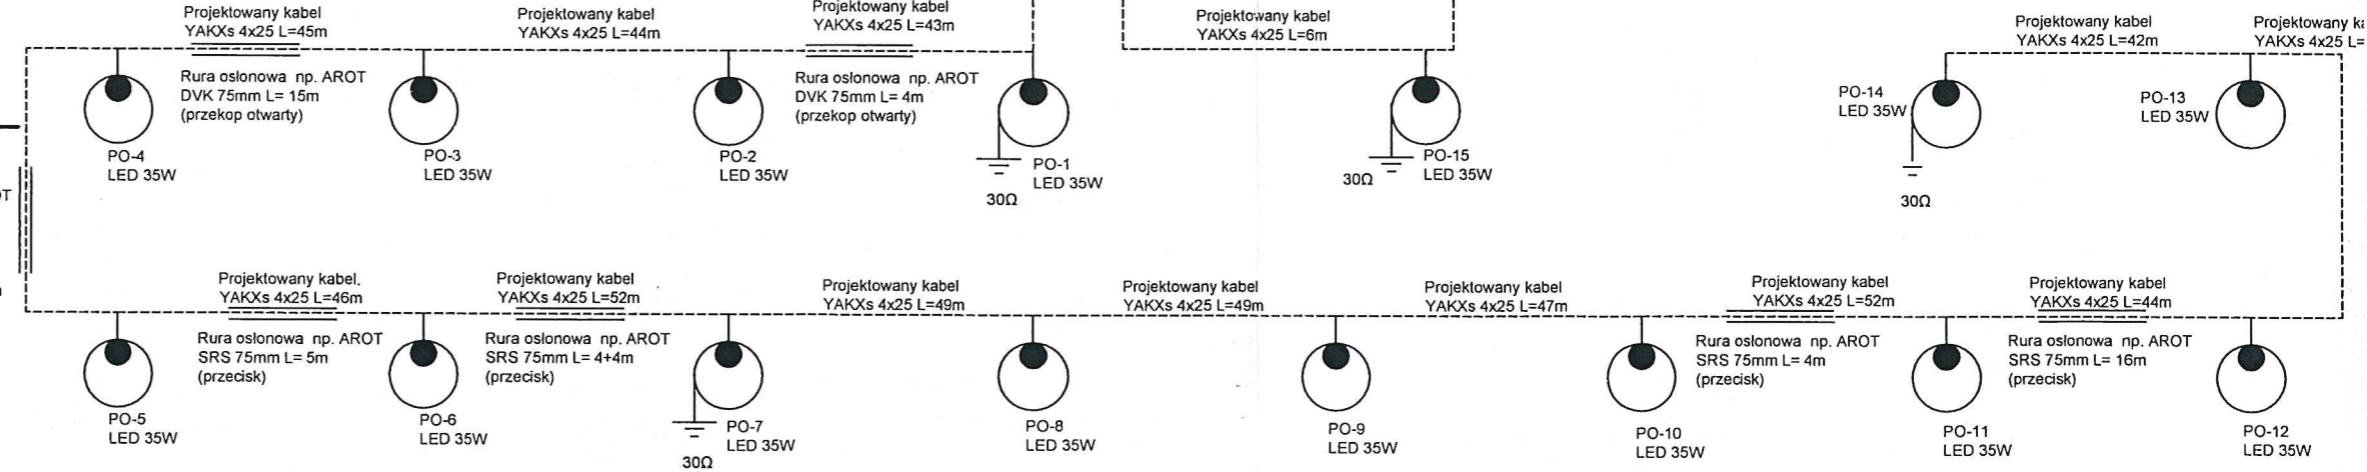 Projektowany kabel
YAKXs 4x25 L=45m
Projektowany kabel
YAKXs 4x25 L=44m
Projektowany kabel
YAKXs 4x25 L=43m
Projektowany kabel
YAKXs 4x25 L=6m
Projektowany kabel
YAKXs 4x25 L=42m
Projektowany
YAKXs 4x25 L=
Rura osłonowa np. AROT
DVK 75mm L= 15m
(przekop otwarty)
Rura osłonowa np. AROT
DVK 75mm L= 4m
(przekop otwarty)
PO-4
LED 35W
PO-3
LED 35W
PO-2
LED 35W
PO-1
LED 35W
30Ω
PO-15
LED 35W
30Ω
PO-14
LED 35W
30Ω
PO-13
LED 35W
Projektowany kabel.
YAKXs 4x25 L=46m
Projektowany kabel
YAKXs 4x25 L=52m
Projektowany kabel
YAKXs 4x25 L=49m
Projektowany kabel
YAKXs 4x25 L=49m
Projektowany kabel
YAKXs 4x25 L=47m
Projektowany kabel
YAKXs 4x25 L=52m
Projektowany kabel
YAKXs 4x25 L=44m
Rura osłonowa np. AROT
SRS 75mm L= 5m
(przecisk)
Rura osłonowa np. AROT
SRS 75mm L= 4+4m
(przecisk)
Rura osłonowa np. AROT
SRS 75mm L= 4m
(przecisk)
Rura osłonowa np. AROT
SRS 75mm L= 16m
(przecisk)
PO-5
LED 35W
PO-6
LED 35W
PO-7
LED 35W
30Ω
PO-8
LED 35W
PO-9
LED 35W
PO-10
LED 35W
PO-11
LED 35W
PO-12
LED 35W